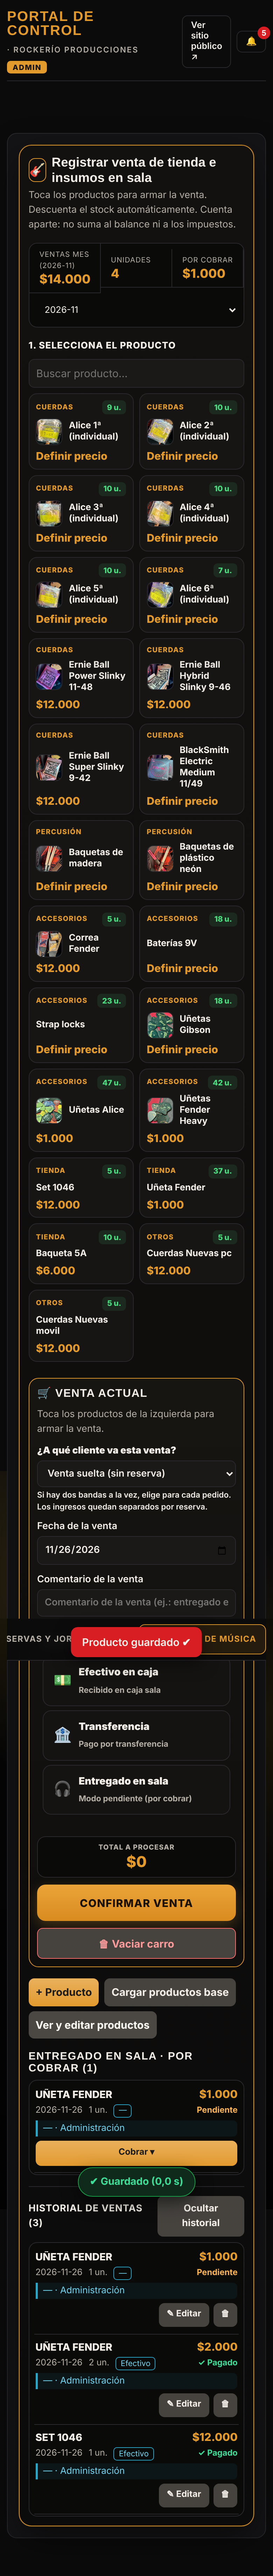 PORTAL DE
CONTROL
· ROCKERÍO PRODUCCIONES
ADMIN
Ver
sitio
público
↗
🔔
5
🎸 Registrar venta de tienda e
insumos en sala
Toca los productos para armar la venta.
Descuenta el stock automáticamente. Cuenta
aparte: no suma al balance ni a los impuestos.
VENTAS MES
(2026-11)
$14.000
UNIDADES
4
POR COBRAR
$1.000
2026-11
1. SELECCIONA EL PRODUCTO
Buscar producto...
CUERDAS 9 u.
Alice 1ª
(individual)
Definir precio
CUERDAS 10 u.
Alice 2ª
(individual)
Definir precio
CUERDAS 10 u.
Alice 3ª
(individual)
Definir precio
CUERDAS 10 u.
Alice 4ª
(individual)
Definir precio
CUERDAS 10 u.
Alice 5ª
(individual)
Definir precio
CUERDAS 7 u.
Alice 6ª
(individual)
Definir precio
CUERDAS
Ernie Ball
Power Slinky
11-48
$12.000
CUERDAS
Ernie Ball
Hybrid
Slinky 9-46
$12.000
CUERDAS
Ernie Ball
Super Slinky
9-42
$12.000
CUERDAS
BlackSmith
Electric
Medium
11/49
Definir precio
PERCUSIÓN
Baquetas de
madera
Definir precio
PERCUSIÓN
Baquetas de
plástico
neón
Definir precio
ACCESORIOS 5 u.
Correa
Fender
$12.000
ACCESORIOS 18 u.
Baterías 9V
Definir precio
ACCESORIOS 23 u.
Strap locks
Definir precio
ACCESORIOS 18 u.
Uñetas
Gibson
Definir precio
ACCESORIOS 47 u.
Uñetas Alice
$1.000
ACCESORIOS 42 u.
Uñetas
Fender
Heavy
$1.000
TIENDA 5 u.
Set 1046
$12.000
TIENDA 37 u.
Uñeta Fender
$1.000
TIENDA 10 u.
Baqueta 5A
$6.000
OTROS 5 u.
Cuerdas Nuevas pc
$12.000
OTROS 5 u.
Cuerdas Nuevas
movil
$12.000
🛒 VENTA ACTUAL
Toca los productos de la izquierda para
armar la venta.
¿A qué cliente va esta venta?
Venta suelta (sin reserva)
Si hay dos bandas a la vez, elige para cada pedido.
Los ingresos quedan separados por reserva.
Fecha de la venta
11/26/2026
Comentario de la venta
Comentario de la venta (ej.: entregado e
SERVAS Y JOR
Producto guardado ✔
DE MÚSICA
Efectivo en caja
Recibido en caja sala
Transferencia
Pago por transferencia
Entregado en sala
Modo pendiente (por cobrar)
TOTAL A PROCESAR
$0
CONFIRMAR VENTA
🗑 Vaciar carro
+ Producto
Cargar productos base
Ver y editar productos
ENTREGADO EN SALA · POR
COBRAR (1)
UÑETA FENDER $1.000
2026-11-26 1 un. — Pendiente
— · Administración
Cobrar ▾
✔ Guardado (0,0 s)
HISTORIAL DE VENTAS
(3)
Ocultar
historial
UÑETA FENDER $1.000
2026-11-26 1 un. — Pendiente
— · Administración
✎ Editar 🗑
UÑETA FENDER $2.000
2026-11-26 2 un. Efectivo ✓ Pagado
— · Administración
✎ Editar 🗑
SET 1046 $12.000
2026-11-26 1 un. Efectivo ✓ Pagado
— · Administración
✎ Editar 🗑